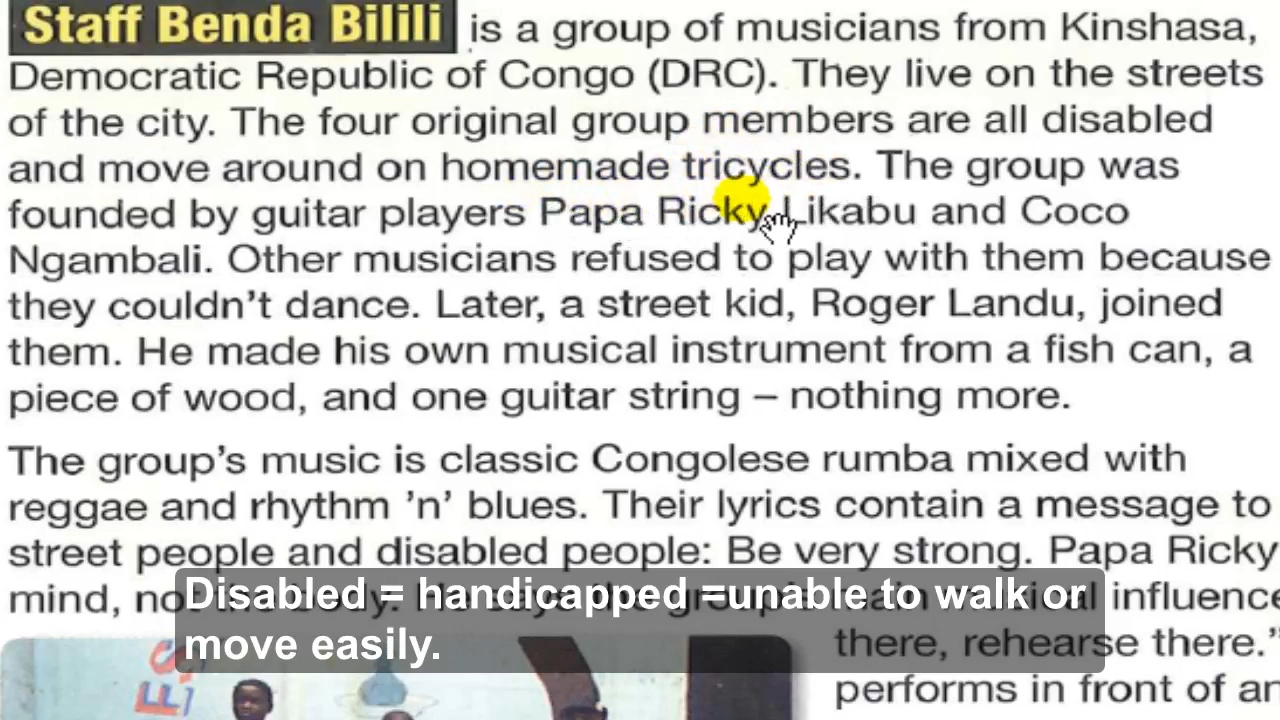 Staff Benda Bilili is a group of musicians from Kinshasa,
Democratic Republic of Congo (DRC). They live on the streets
of the city. The four original group members are all disabled
and move around on homemade tricycles. The group was
founded by guitar players Papa Ricky Likabu and Coco
Ngambali. Other musicians refused to play with them because
they couldn't dance. Later, a street kid, Roger Landu, joined
them. He made his own musical instrument from a fish can, a
piece of wood, and one guitar string – nothing more.
The group's music is classic Congolese rumba mixed with
reggae and rhythm 'n' blues. Their lyrics contain a message to
street people and disabled people: Be very strong. Papa Ricky
mind, influence
Disabled = handicapped =unable to walk or
move easily.
there, rehearse there."
performs in front of an